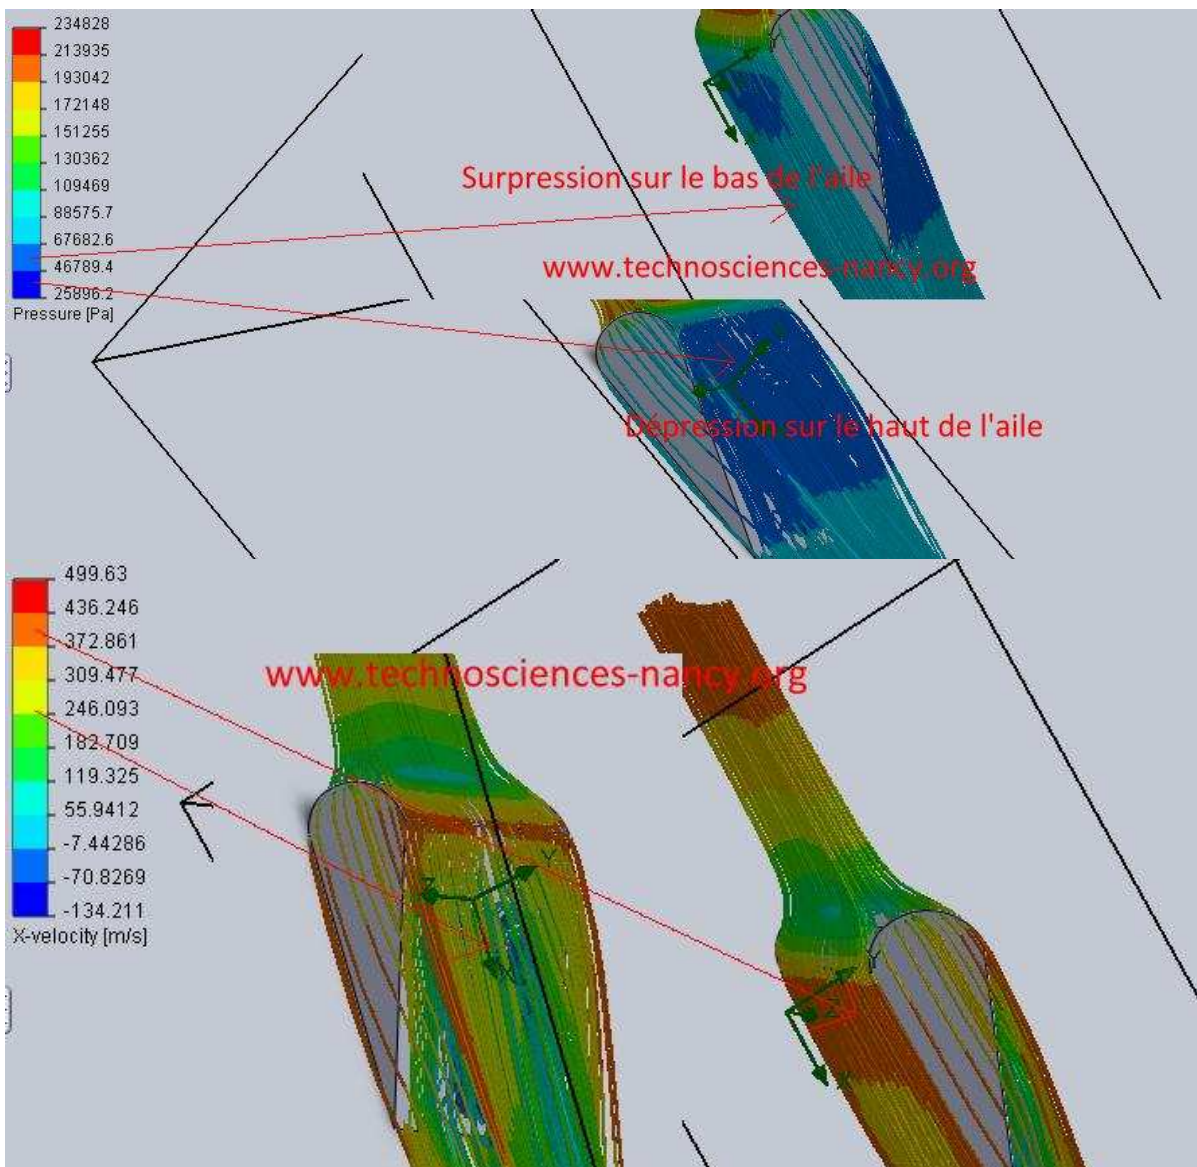 234828
213935
193042
172148
151255
130362
109469
88575.7
67682.6
46789.4
25896.2
Pressure [Pa]
Surpression sur le bas de l'aile
www.technosciences-nancy.org
Dépression sur le haut de l'aile
499.63
436.246
372.861
309.477
246.093
182.709
119.325
55.9412
-7.44286
-70.8269
-134.211
X-velocity [m/s]
www.technosciences-nancy.org
Y
Z
X
Y
Z
X